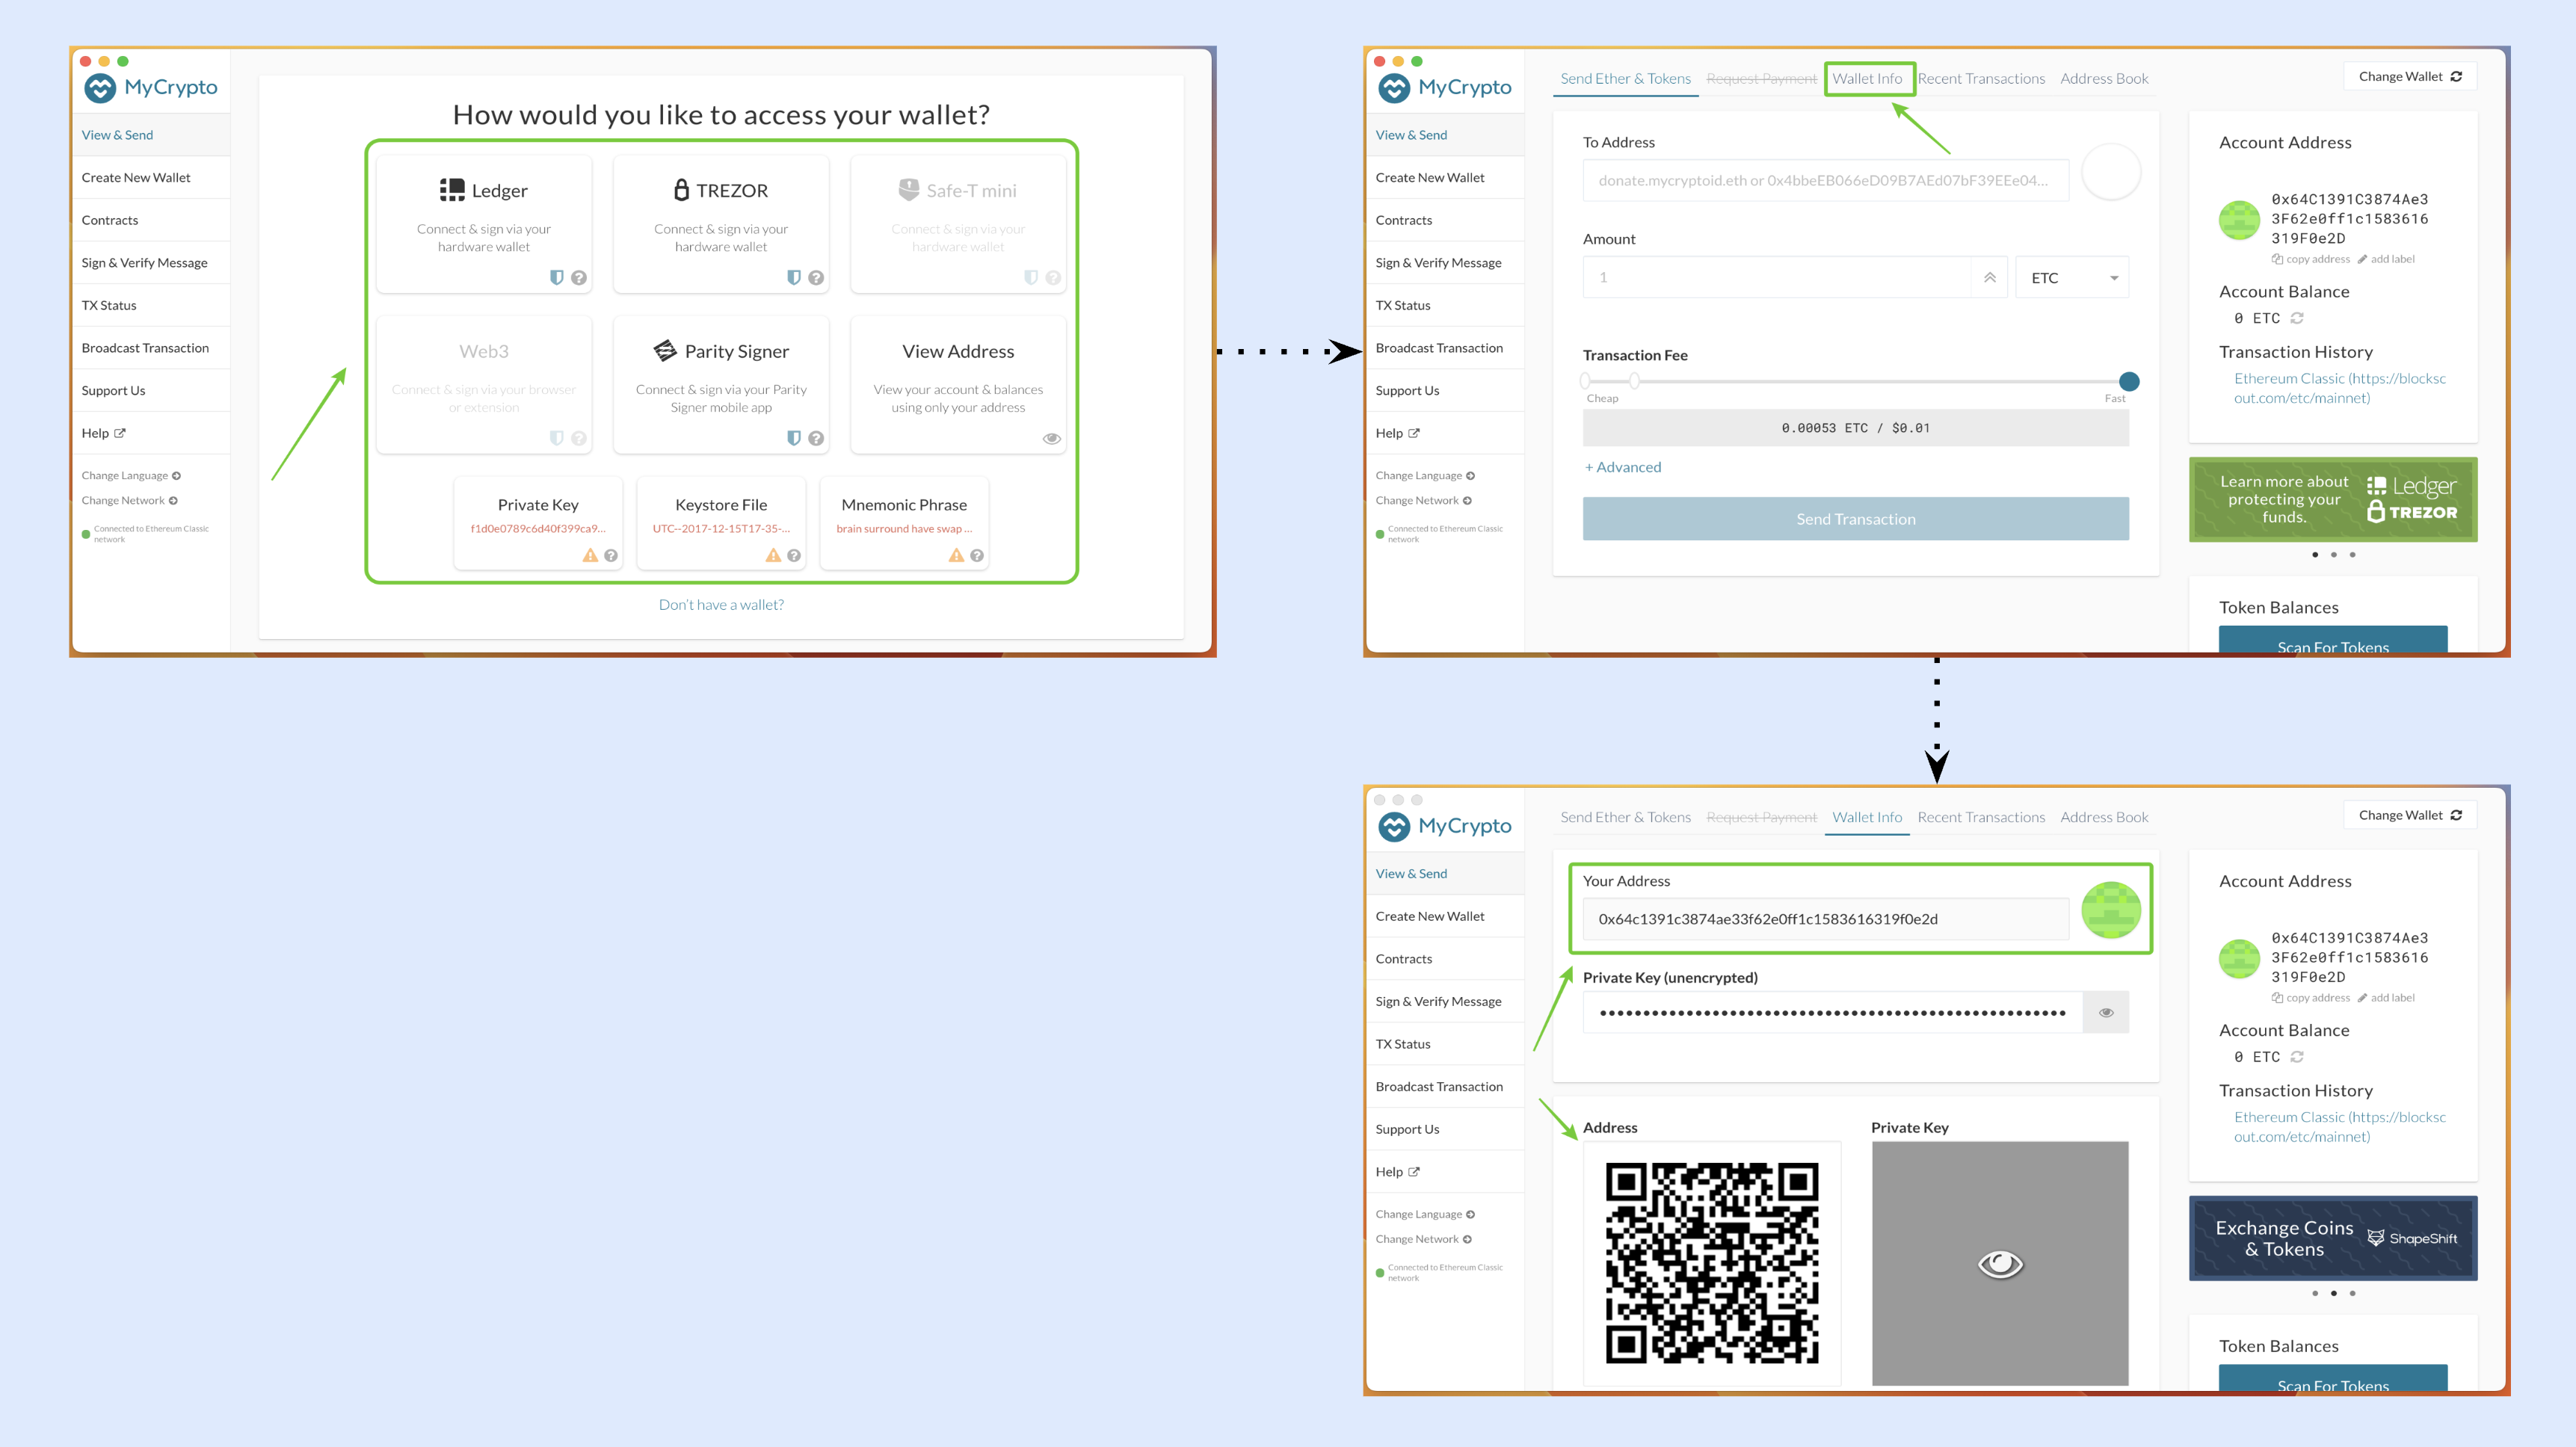 MyCrypto
View & Send
Create New Wallet
Contracts
Sign & Verify Message
TX Status
Broadcast Transaction
Support Us
Help
Change Language
Change Network
Connected to Ethereum Classic
network
How would you like to access your wallet?
Ledger
Connect & sign via your
hardware wallet
TREZOR
Connect & sign via your
hardware wallet
Safe-T mini
Connect & sign via your
hardware wallet
Web3
Connect & sign via your browser
or extension
Parity Signer
Connect & sign via your Parity
Signer mobile app
View Address
View your account & balances
using only your address
Private Key
f1d0e0789c6d40f399ca9...
Keystore File
UTC--2017-12-15T17-35-...
Mnemonic Phrase
brain surround have swap ...
Don't have a wallet?
MyCrypto
View & Send
Create New Wallet
Contracts
Sign & Verify Message
TX Status
Broadcast Transaction
Support Us
Help
Change Language
Change Network
Connected to Ethereum Classic
network
Send Ether & Tokens Request Payment Wallet Info Recent Transactions Address Book
Change Wallet
To Address
donate.mycryptoid.eth or 0x4bbeEB066eD09B7AEd07bF39EEe04...
Amount
1
ETC
Transaction Fee
Cheap
Fast
0.00053 ETC / $0.01
+ Advanced
Send Transaction
Account Address
0x64C1391C3874Ae3
3F62e0ff1c1583616
319F0e2D
copy address add label
Account Balance
0 ETC
Transaction History
Ethereum Classic (https://blocksc
out.com/etc/mainnet)
Learn more about
protecting your
funds.
Ledger
TREZOR
Token Balances
Scan For Tokens
MyCrypto
View & Send
Create New Wallet
Contracts
Sign & Verify Message
TX Status
Broadcast Transaction
Support Us
Help
Change Language
Change Network
Connected to Ethereum Classic
network
Send Ether & Tokens Request Payment Wallet Info Recent Transactions Address Book
Change Wallet
Your Address
0x64c1391c3874ae33f62e0ff1c1583616319f0e2d
Private Key (unencrypted)
Address
Private Key
Account Address
0x64C1391C3874Ae3
3F62e0ff1c1583616
319F0e2D
copy address add label
Account Balance
0 ETC
Transaction History
Ethereum Classic (https://blocksc
out.com/etc/mainnet)
Exchange Coins
& Tokens
ShapeShift
Token Balances
Scan For Tokens